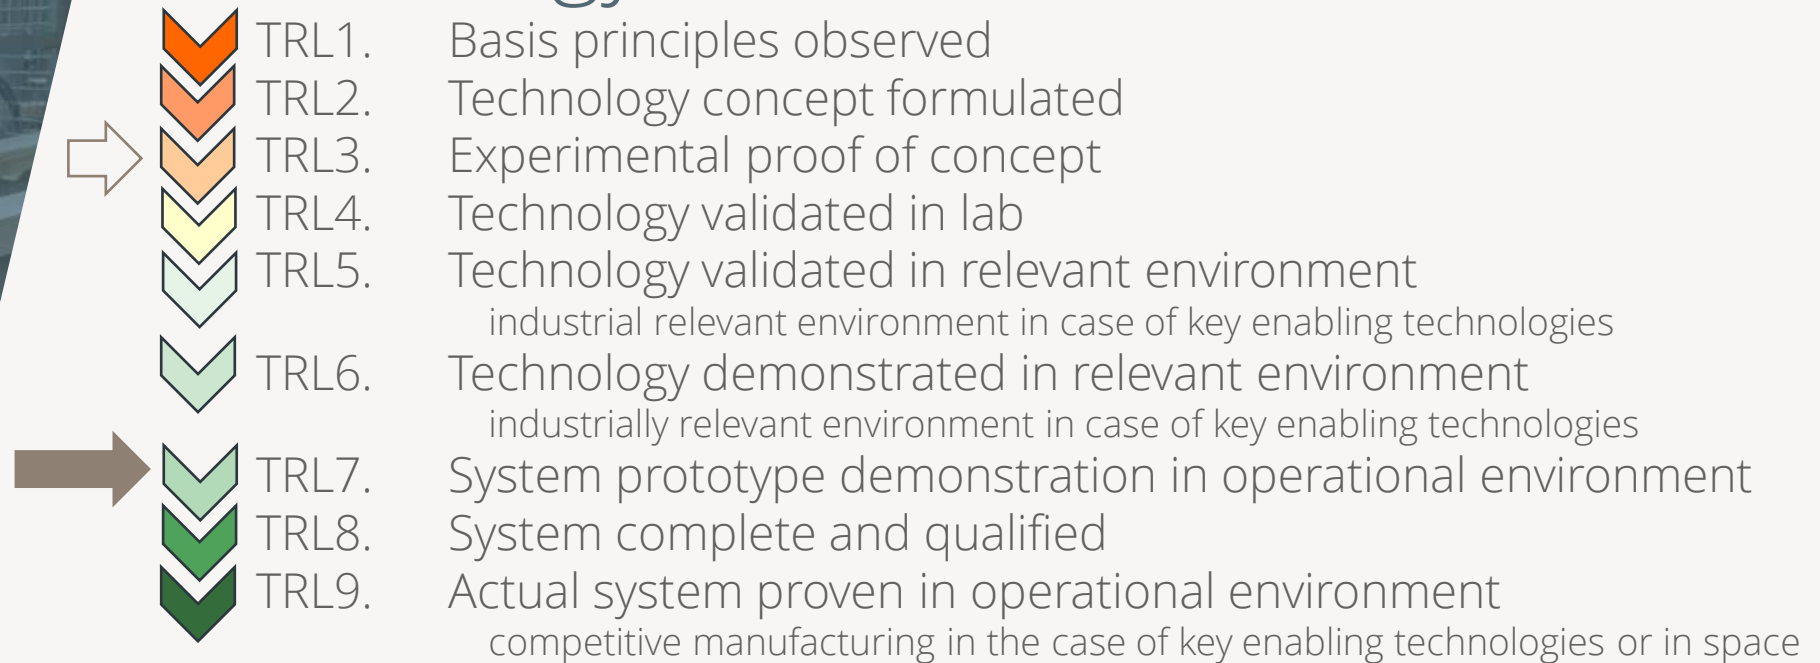 TRL1. Basis principles observed
TRL2. Technology concept formulated
TRL3. Experimental proof of concept
TRL4. Technology validated in lab
TRL5. Technology validated in relevant environment
industrial relevant environment in case of key enabling technologies
TRL6. Technology demonstrated in relevant environment
industrially relevant environment in case of key enabling technologies
TRL7. System prototype demonstration in operational environment
TRL8. System complete and qualified
TRL9. Actual system proven in operational environment
competitive manufacturing in the case of key enabling technologies or in space